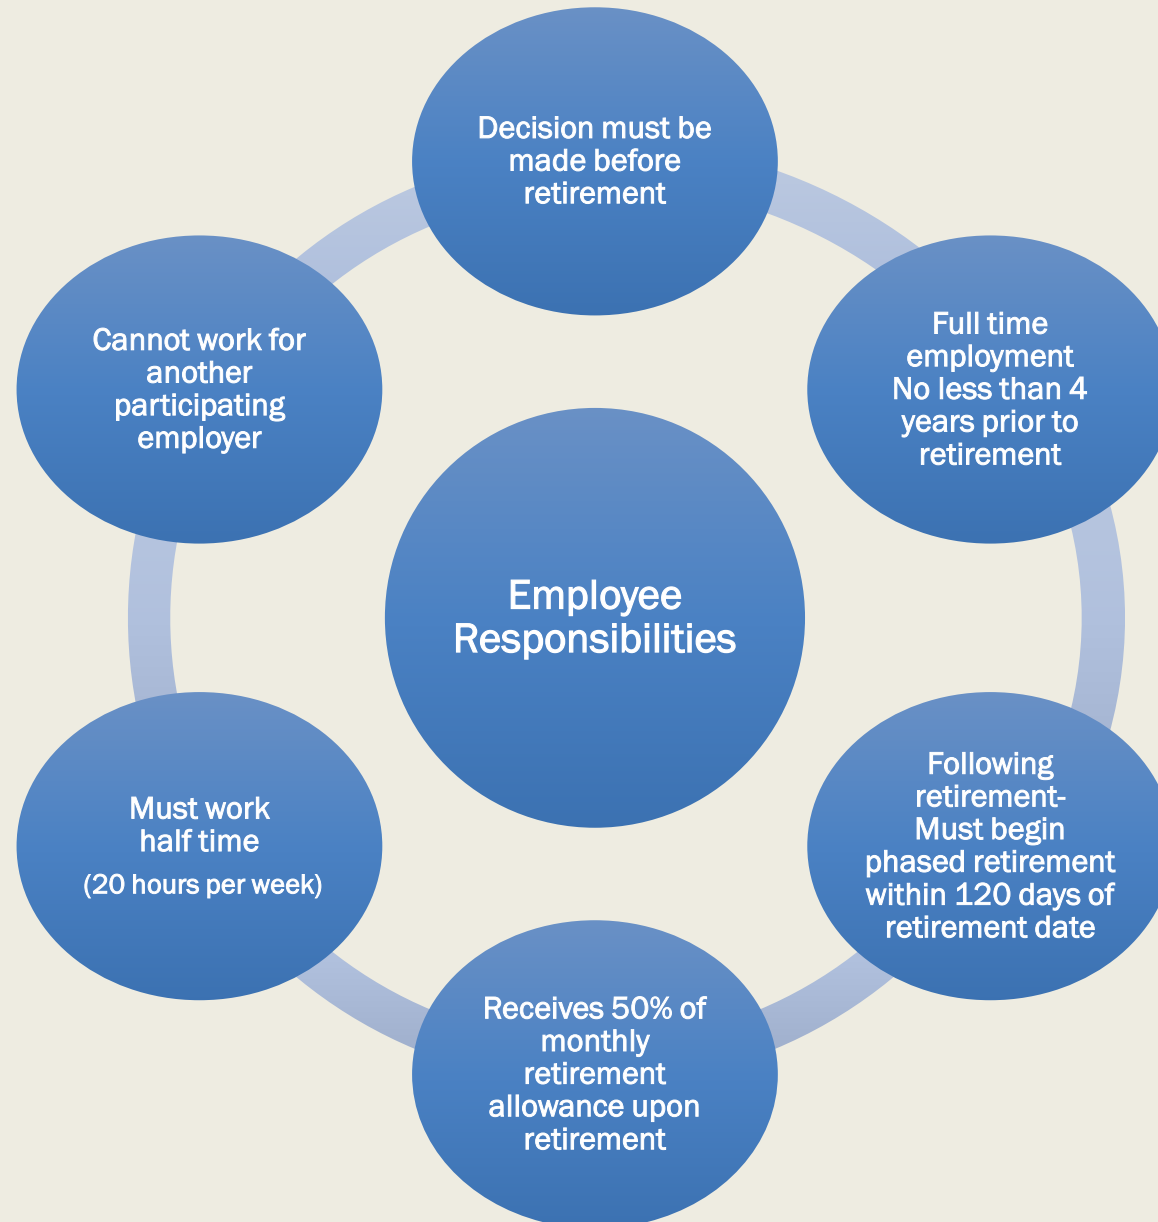 Decision must be
made before
retirement
Full time
employment
No less than 4
years prior to
retirement
Following
retirement-
Must begin
phased retirement
within 120 days of
retirement date
Receives 50% of
monthly
retirement
allowance upon
retirement
Must work
half time
(20 hours per week)
Cannot work for
another
participating
employer
Employee
Responsibilities